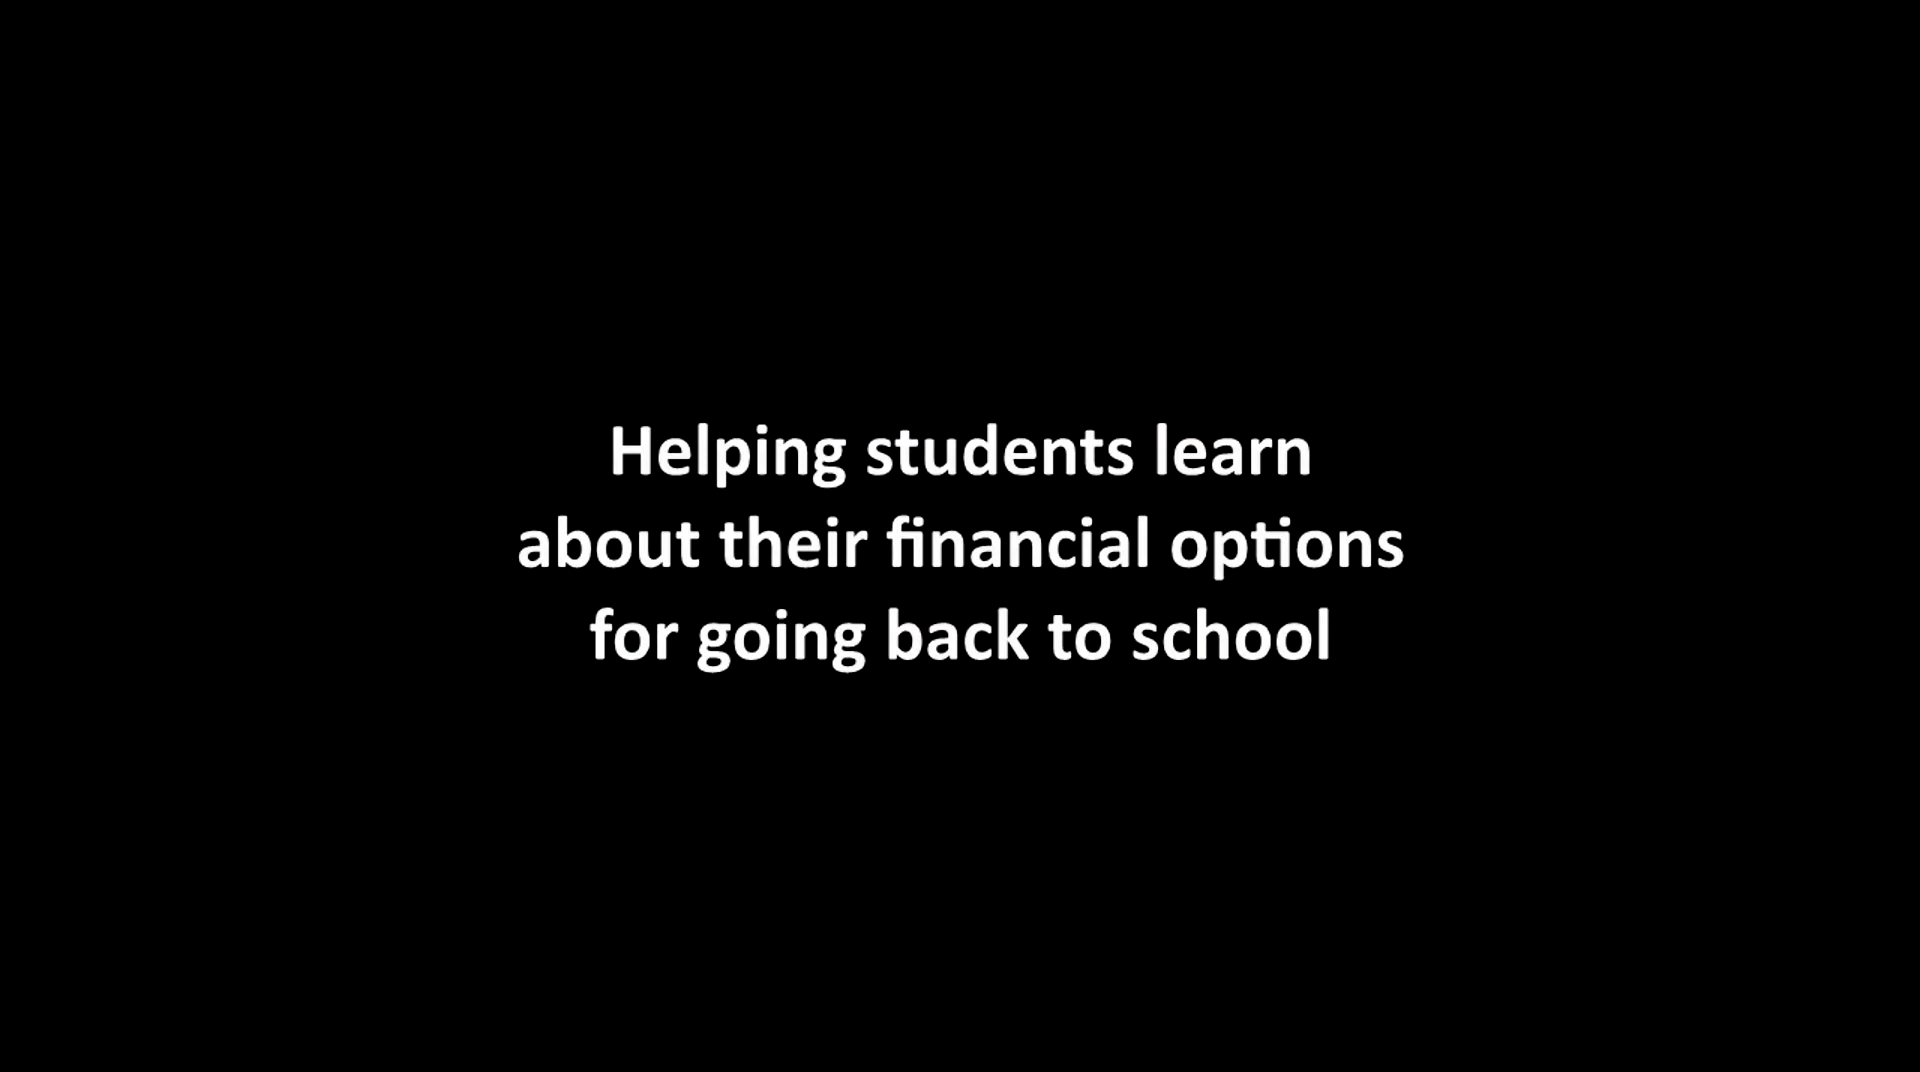 Helping students learn
about their financial options
for going back to school